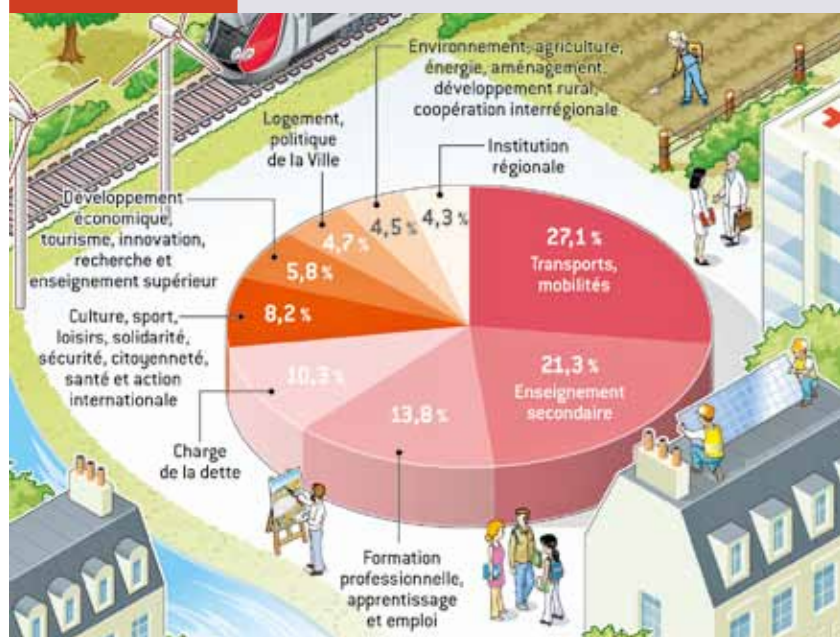 Environnement, agriculture,
énergie, aménagement,
développement rural,
coopération interrégionale
Logement,
politique
de la Ville
Institution
régionale
Développement
économique,
tourisme, innovation,
recherche et
enseignement supérieur
4,7 %
4,5 %
4,3 %
27,1 %
Transports,
mobilités
5,8 %
Culture, sport,
loisirs, solidarité,
sécurité, citoyenneté,
santé et action
internationale
8,2 %
21,3 %
Enseignement
secondaire
10,3 %
13,8 %
Charge
de la dette
Formation
professionnelle,
apprentissage
et emploi